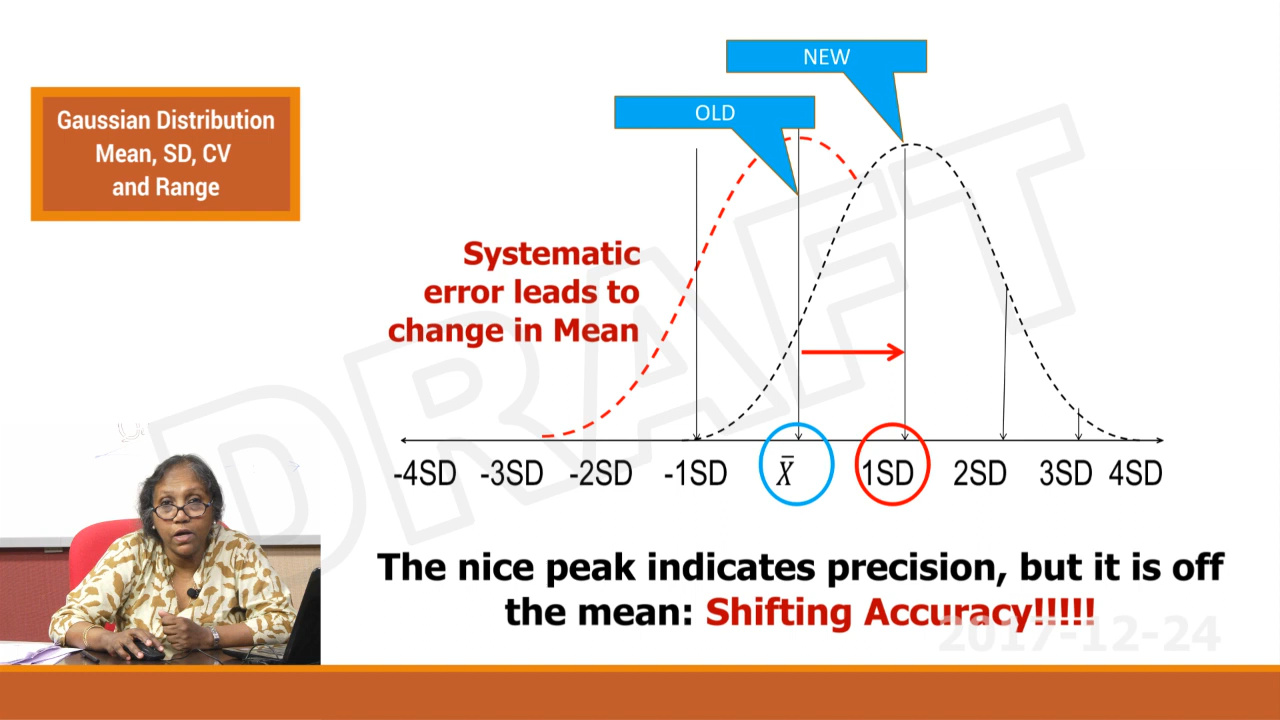 Gaussian Distribution
Mean, SD, CV
and Range
NEW
OLD
Systematic
error leads to
change in Mean
-4SD -3SD -2SD -1SD X̄ 1SD 2SD 3SD 4SD
The nice peak indicates precision, but it is off
the mean: Shifting Accuracy!!!!!
DRAFT
2017-12-24